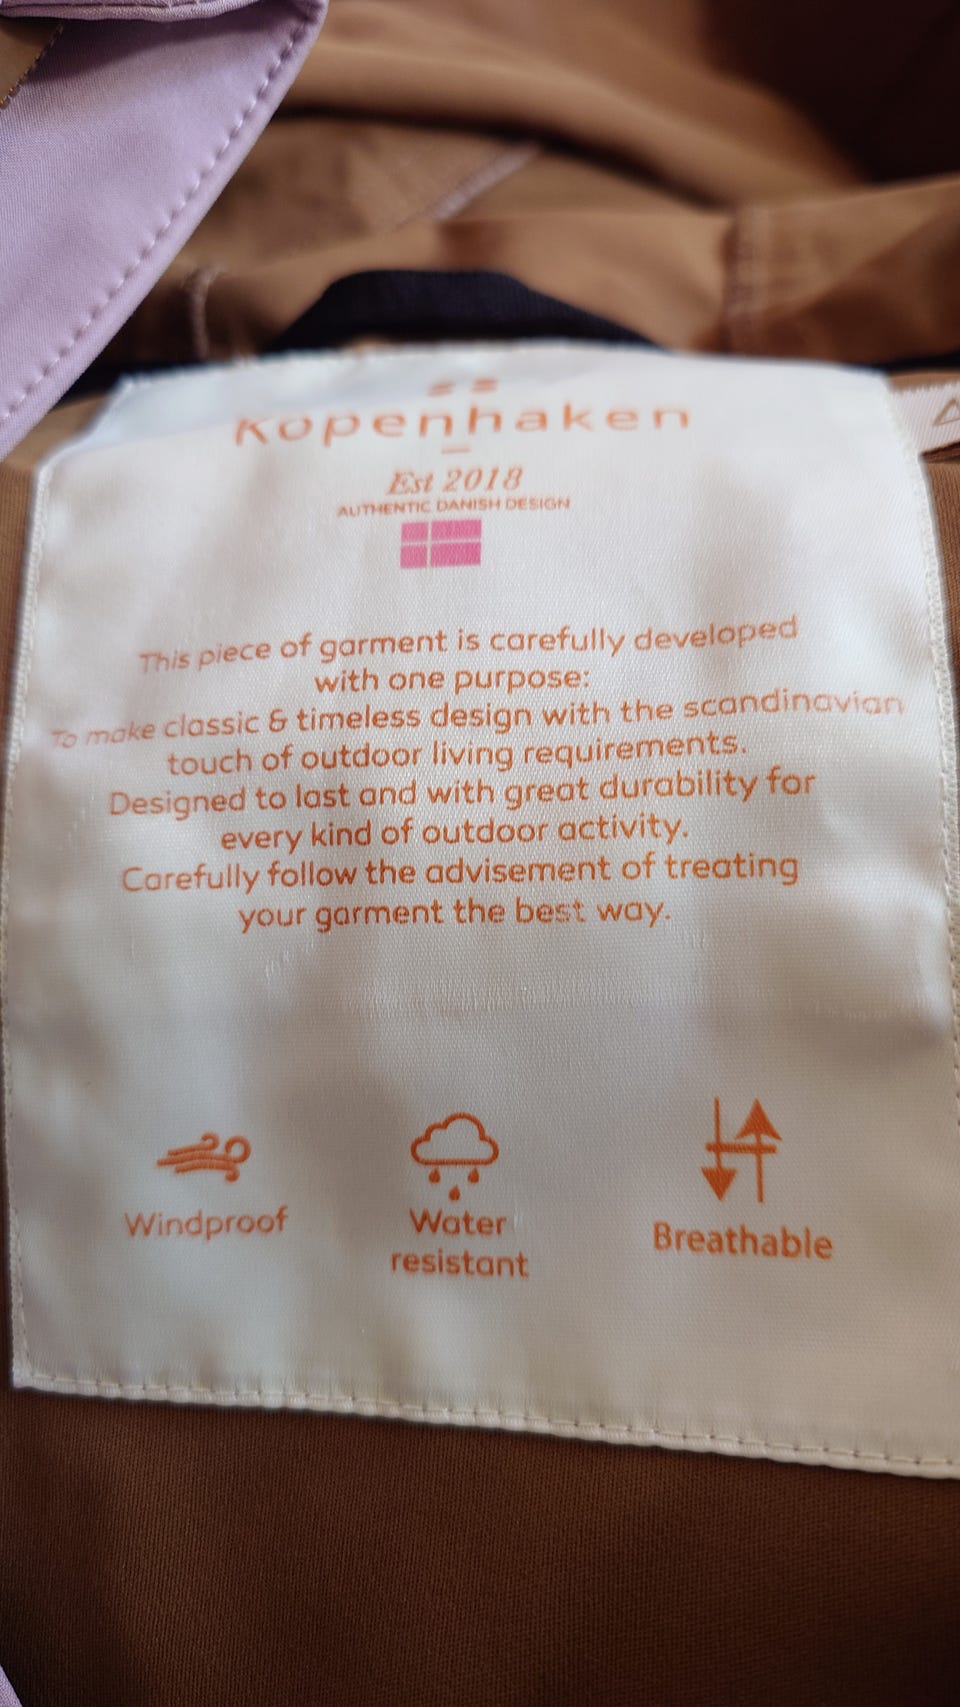 Kopenhaken
Est 2018
AUTHENTIC DANISH DESIGN
This piece of garment is carefully developed
with one purpose:
To make classic & timeless design with the scandinavian
touch of outdoor living requirements.
Designed to last and with great durability for
every kind of outdoor activity.
Carefully follow the advisement of treating
your garment the best way.
Windproof
Water
resistant
Breathable